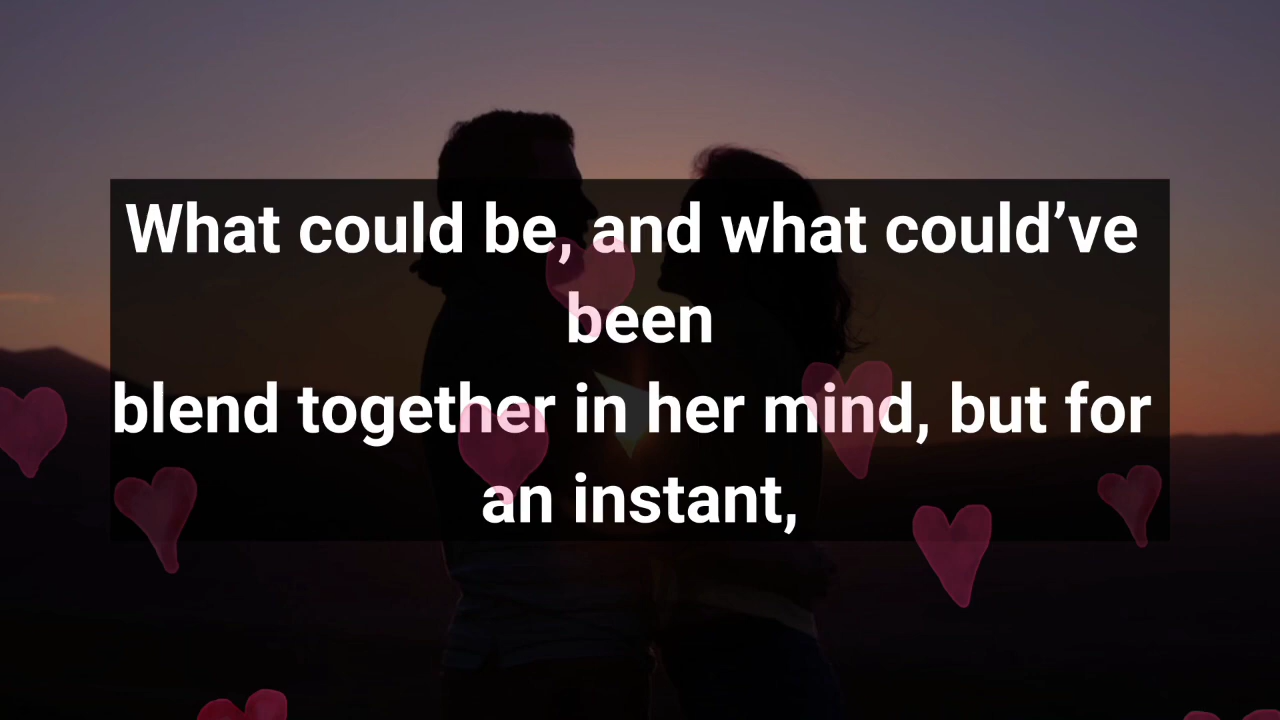 What could be, and what could’ve
been
blend together in her mind, but for
an instant,